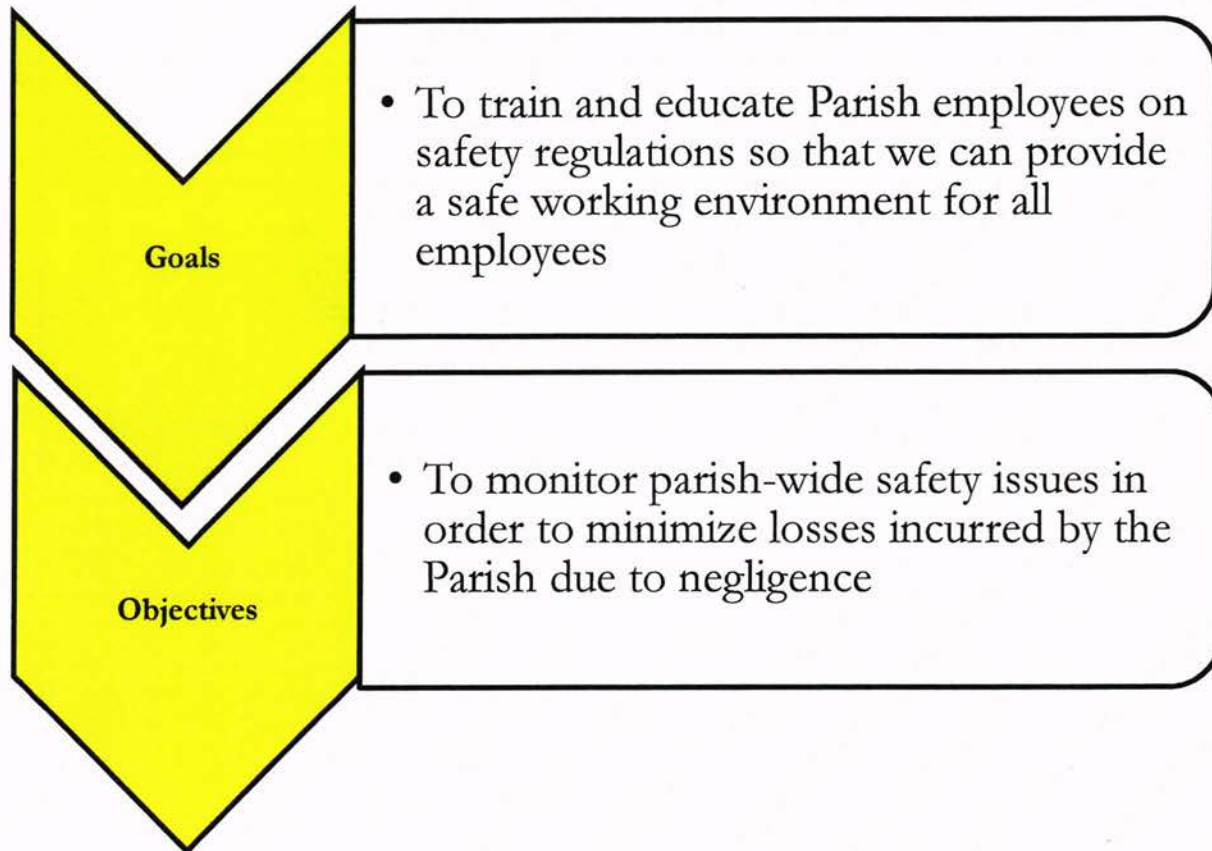 Goals
• To train and educate Parish employees on
safety regulations so that we can provide
a safe working environment for all
employees
Objectives
• To monitor parish-wide safety issues in
order to minimize losses incurred by the
Parish due to negligence